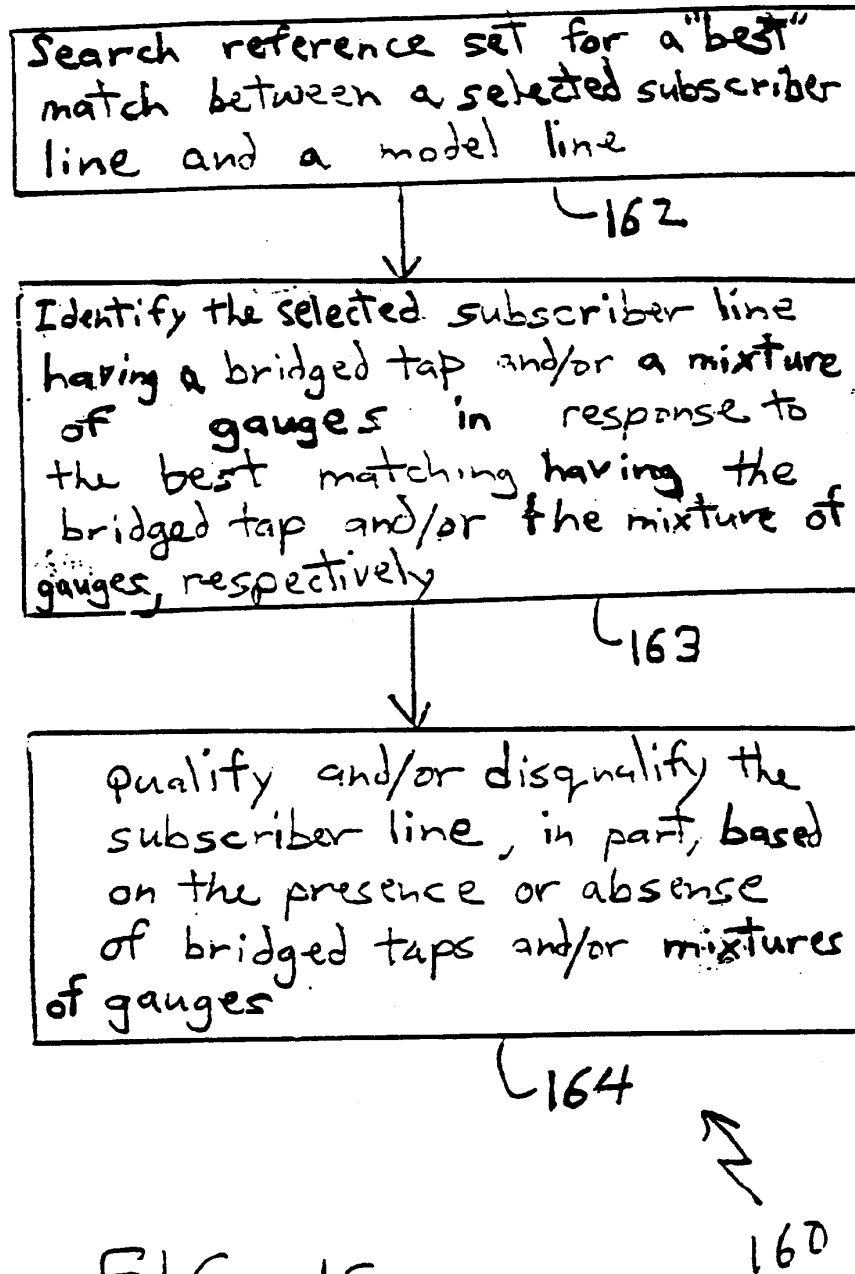 Search reference set for a "best"
match between a selected subscriber
line and a model line
162
Identify the selected subscriber line
having a bridged tap and/or a mixture
of gauges in response to
the best matching having the
bridged tap and/or the mixture of
gauges, respectively
163
Qualify and/or disqualify the
subscriber line, in part, based
on the presence or absense
of bridged taps and/or mixtures
of gauges
164
160